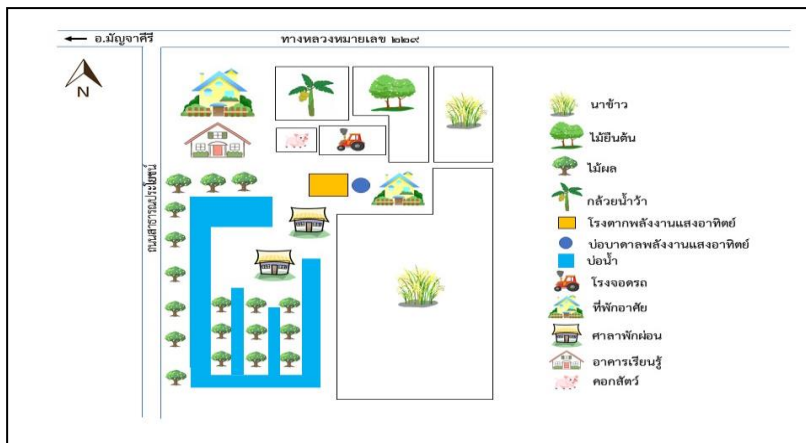 อ.มัญจาคีรี
ทางหลวงหมายเลข ๒๒๙
N
ถนนสาธารณประโยชน์
นาข้าว
ไม้ยืนต้น
ไม้ผล
กล้วยน้ำว้า
โรงตากพลังงานแสงอาทิตย์
บ่อบาดาลพลังงานแสงอาทิตย์
บ่อน้ำ
โรงจอดรถ
ที่พักอาศัย
ศาลาพักผ่อน
อาคารเรียนรู้
คอกสัตว์